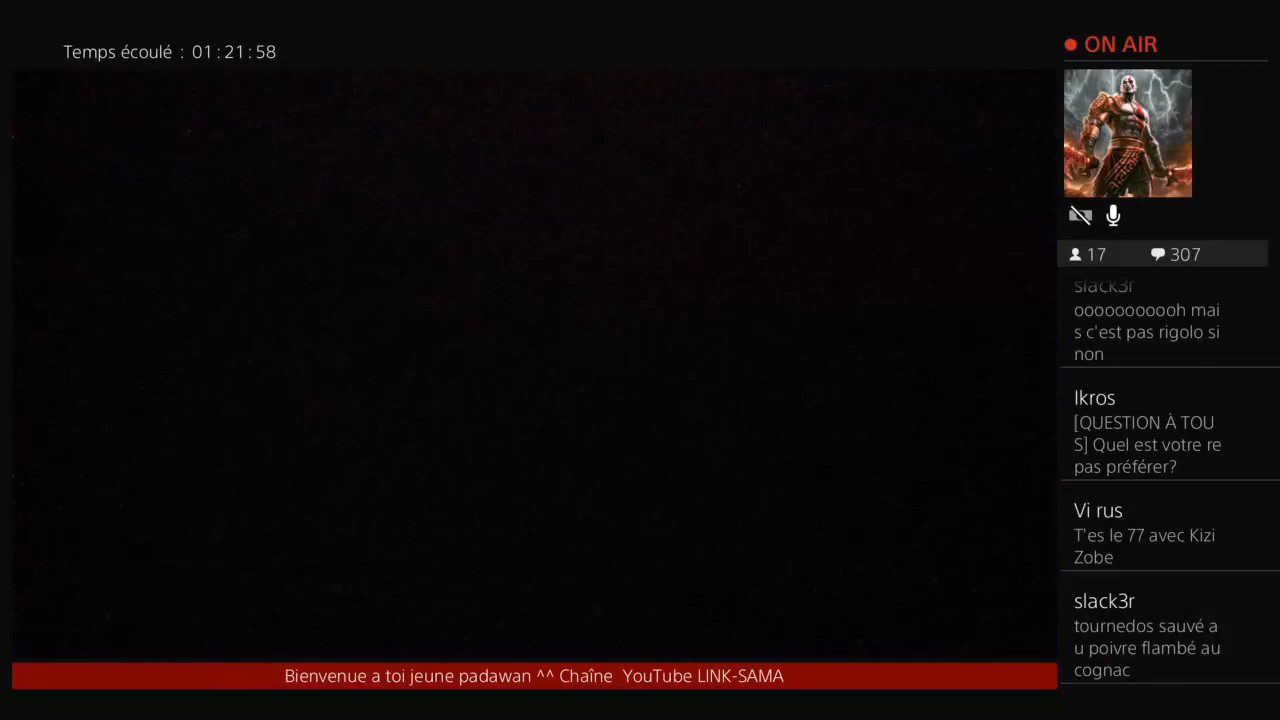 Temps écoulé : 01:21:58
ON AIR
17
307
slack3r
ooooooooooh mai
s c'est pas rigolo si
non
Ikros
[QUESTION À TOU
S] Quel est votre re
pas préférer?
Vi rus
T'es le 77 avec Kizi
Zobe
slack3r
tournedos sauvé a
u poivre flambé au
cognac
Bienvenue a toi jeune padawan ^^ Chaîne  YouTube LINK-SAMA